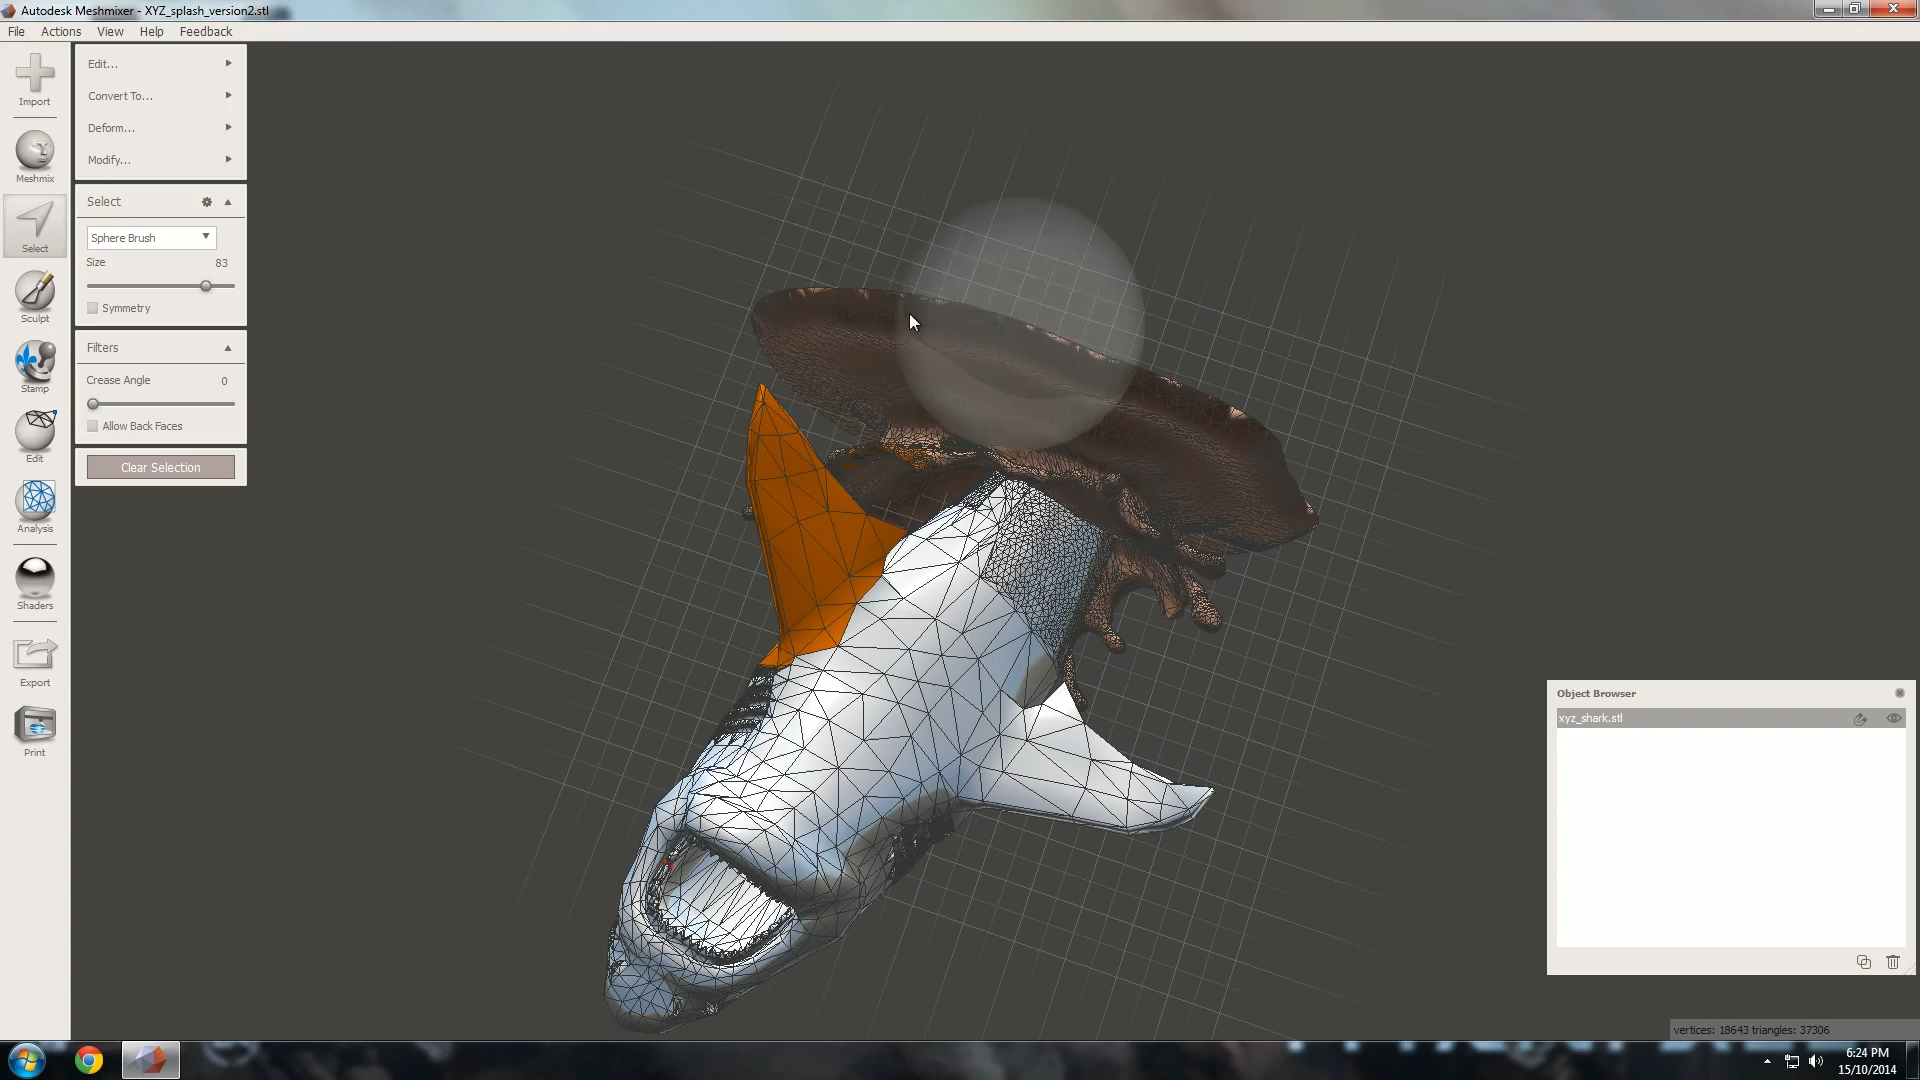 Autodesk Meshmixer - XYZ_splash_version2.stl
File Actions View Help Feedback
Import
Meshmix
Select
Sculpt
Stamp
Edit
Analysis
Shaders
Export
Print
Edit...
Convert To...
Deform...
Modify...
Select
Sphere Brush
Size 83
Symmetry
Filters
Crease Angle 0
Allow Back Faces
Clear Selection
Object Browser
xyz_shark.stl
vertices: 18643 triangles: 37306
6:24 PM
15/10/2014